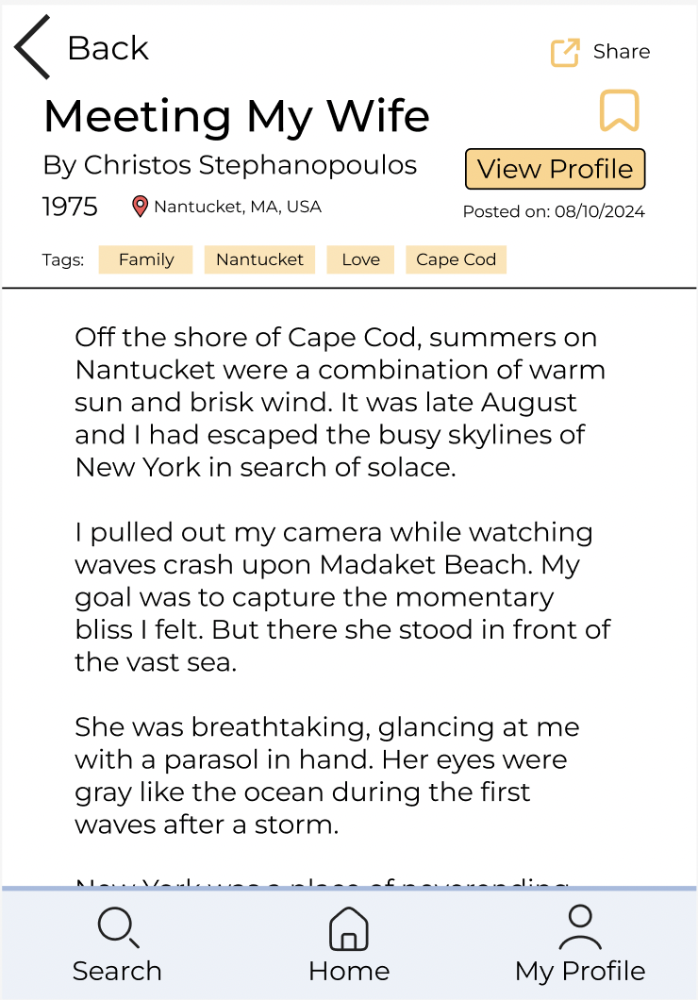 Back
Share
Meeting My Wife
By Christos Stephanopoulos
View Profile
1975
Nantucket, MA, USA
Posted on: 08/10/2024
Tags: Family Nantucket Love Cape Cod
Off the shore of Cape Cod, summers on
Nantucket were a combination of warm
sun and brisk wind. It was late August
and I had escaped the busy skylines of
New York in search of solace.
I pulled out my camera while watching
waves crash upon Madaket Beach. My
goal was to capture the momentary
bliss I felt. But there she stood in front of
the vast sea.
She was breathtaking, glancing at me
with a parasol in hand. Her eyes were
gray like the ocean during the first
waves after a storm.
New York was a place of neverending
Search
Home
My Profile